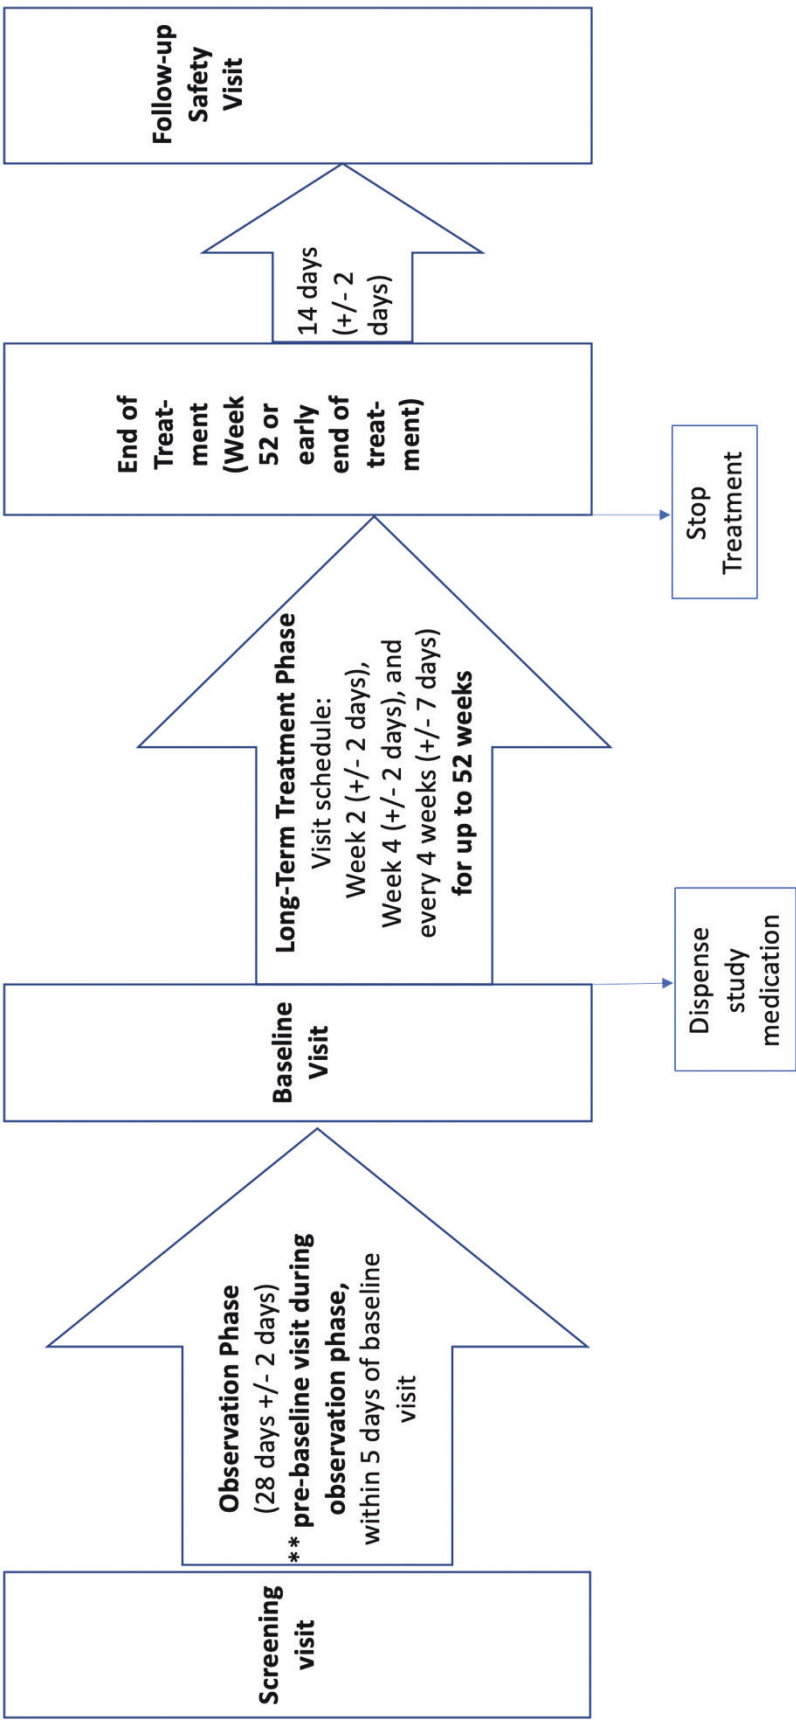 Screening
visit
Observation Phase
(28 days +/- 2 days)
** pre-baseline visit during
observation phase,
within 5 days of baseline
visit
Baseline
Visit
Dispense
study
medication
Long-Term Treatment Phase
Visit schedule:
Week 2 (+/- 2 days),
Week 4 (+/- 2 days), and
every 4 weeks (+/- 7 days)
for up to 52 weeks
End of
Treat-
ment
(Week
52 or
early
end of
treat-
ment)
Stop
Treatment
14 days
(+/- 2
days)
Follow-up
Safety
Visit